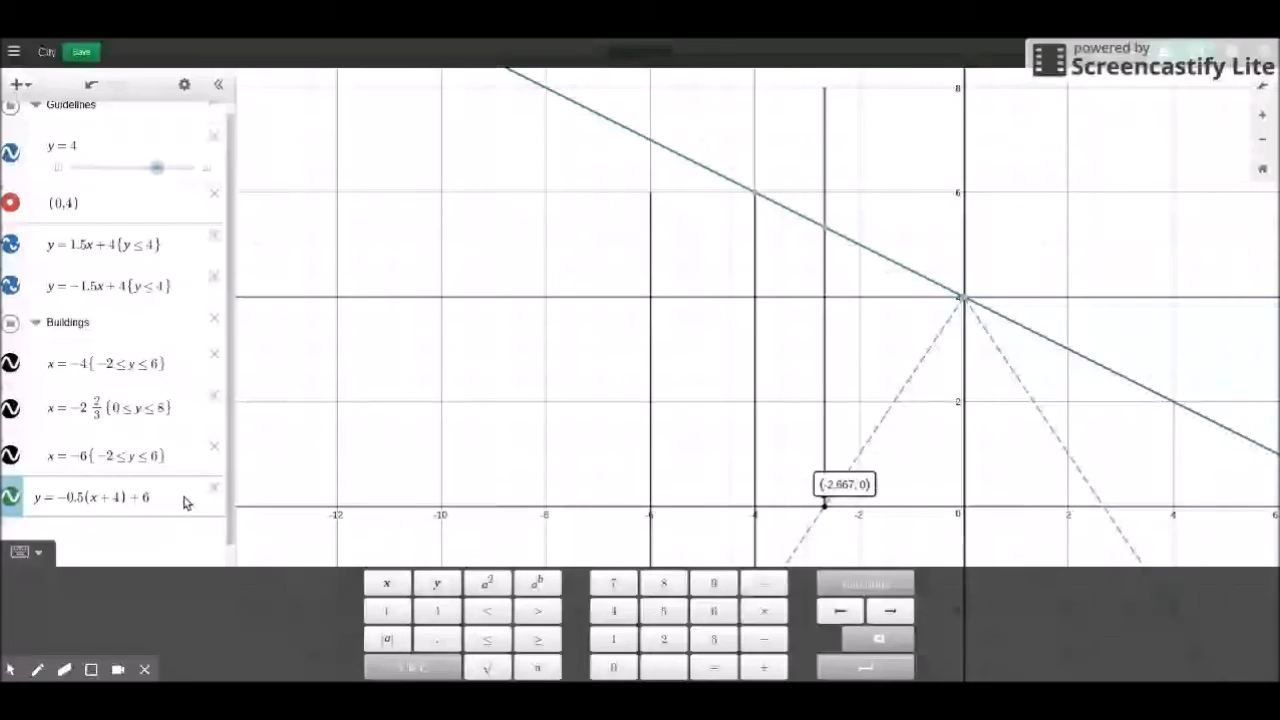 powered by
Screencastify Lite
City Save
Guidelines
y = 4
(0,4)
y = 1.5x + 4{y ≤ 4}
y = −1.5x + 4{y ≤ 4}
Buildings
x = −4{−2 ≤ y ≤ 6}
x = −2 2/3 {0 ≤ y ≤ 8}
x = −6{−2 ≤ y ≤ 6}
y = −0.5(x + 4) + 6
8
6
4
2
(-2.667, 0)
-12 -10 -8 -6 -4 -2 0 2 4 6
x y a² aᵇ 7 8 9
( ) < > 4 5 6 ×
|a| , ≤ ≥ 1 2 3 −
√ π 0 . = +